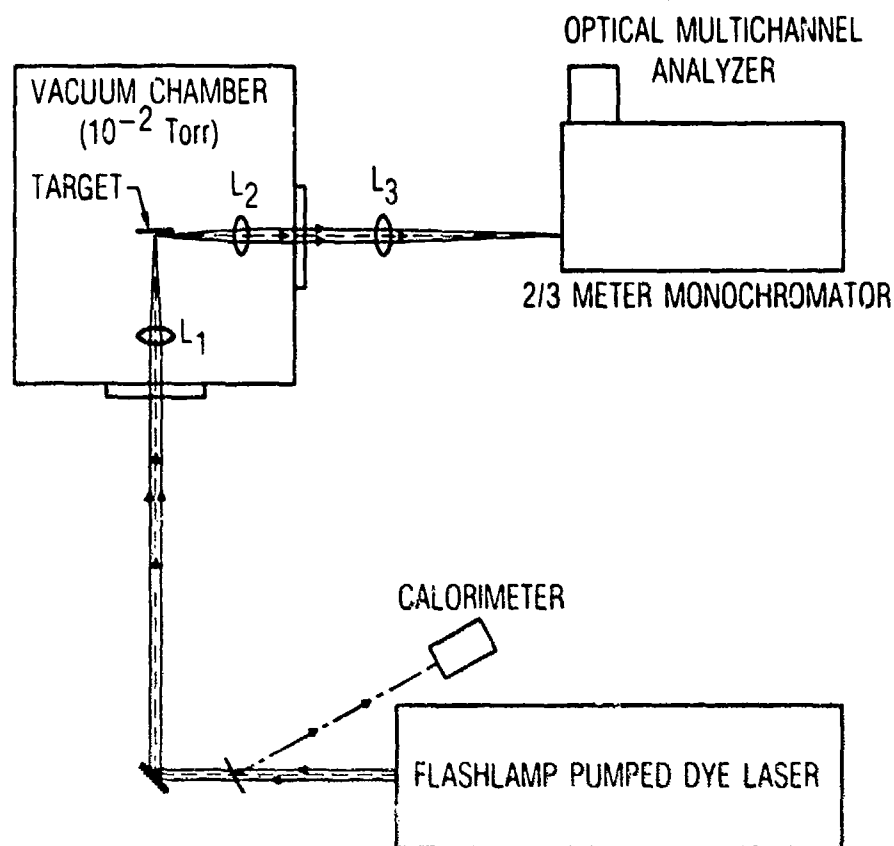 OPTICAL MULTICHANNEL
ANALYZER
VACUUM CHAMBER
(10⁻² Torr)
TARGET
L₂
L₃
L₁
2/3 METER MONOCHROMATOR
CALORIMETER
FLASHLAMP PUMPED DYE LASER